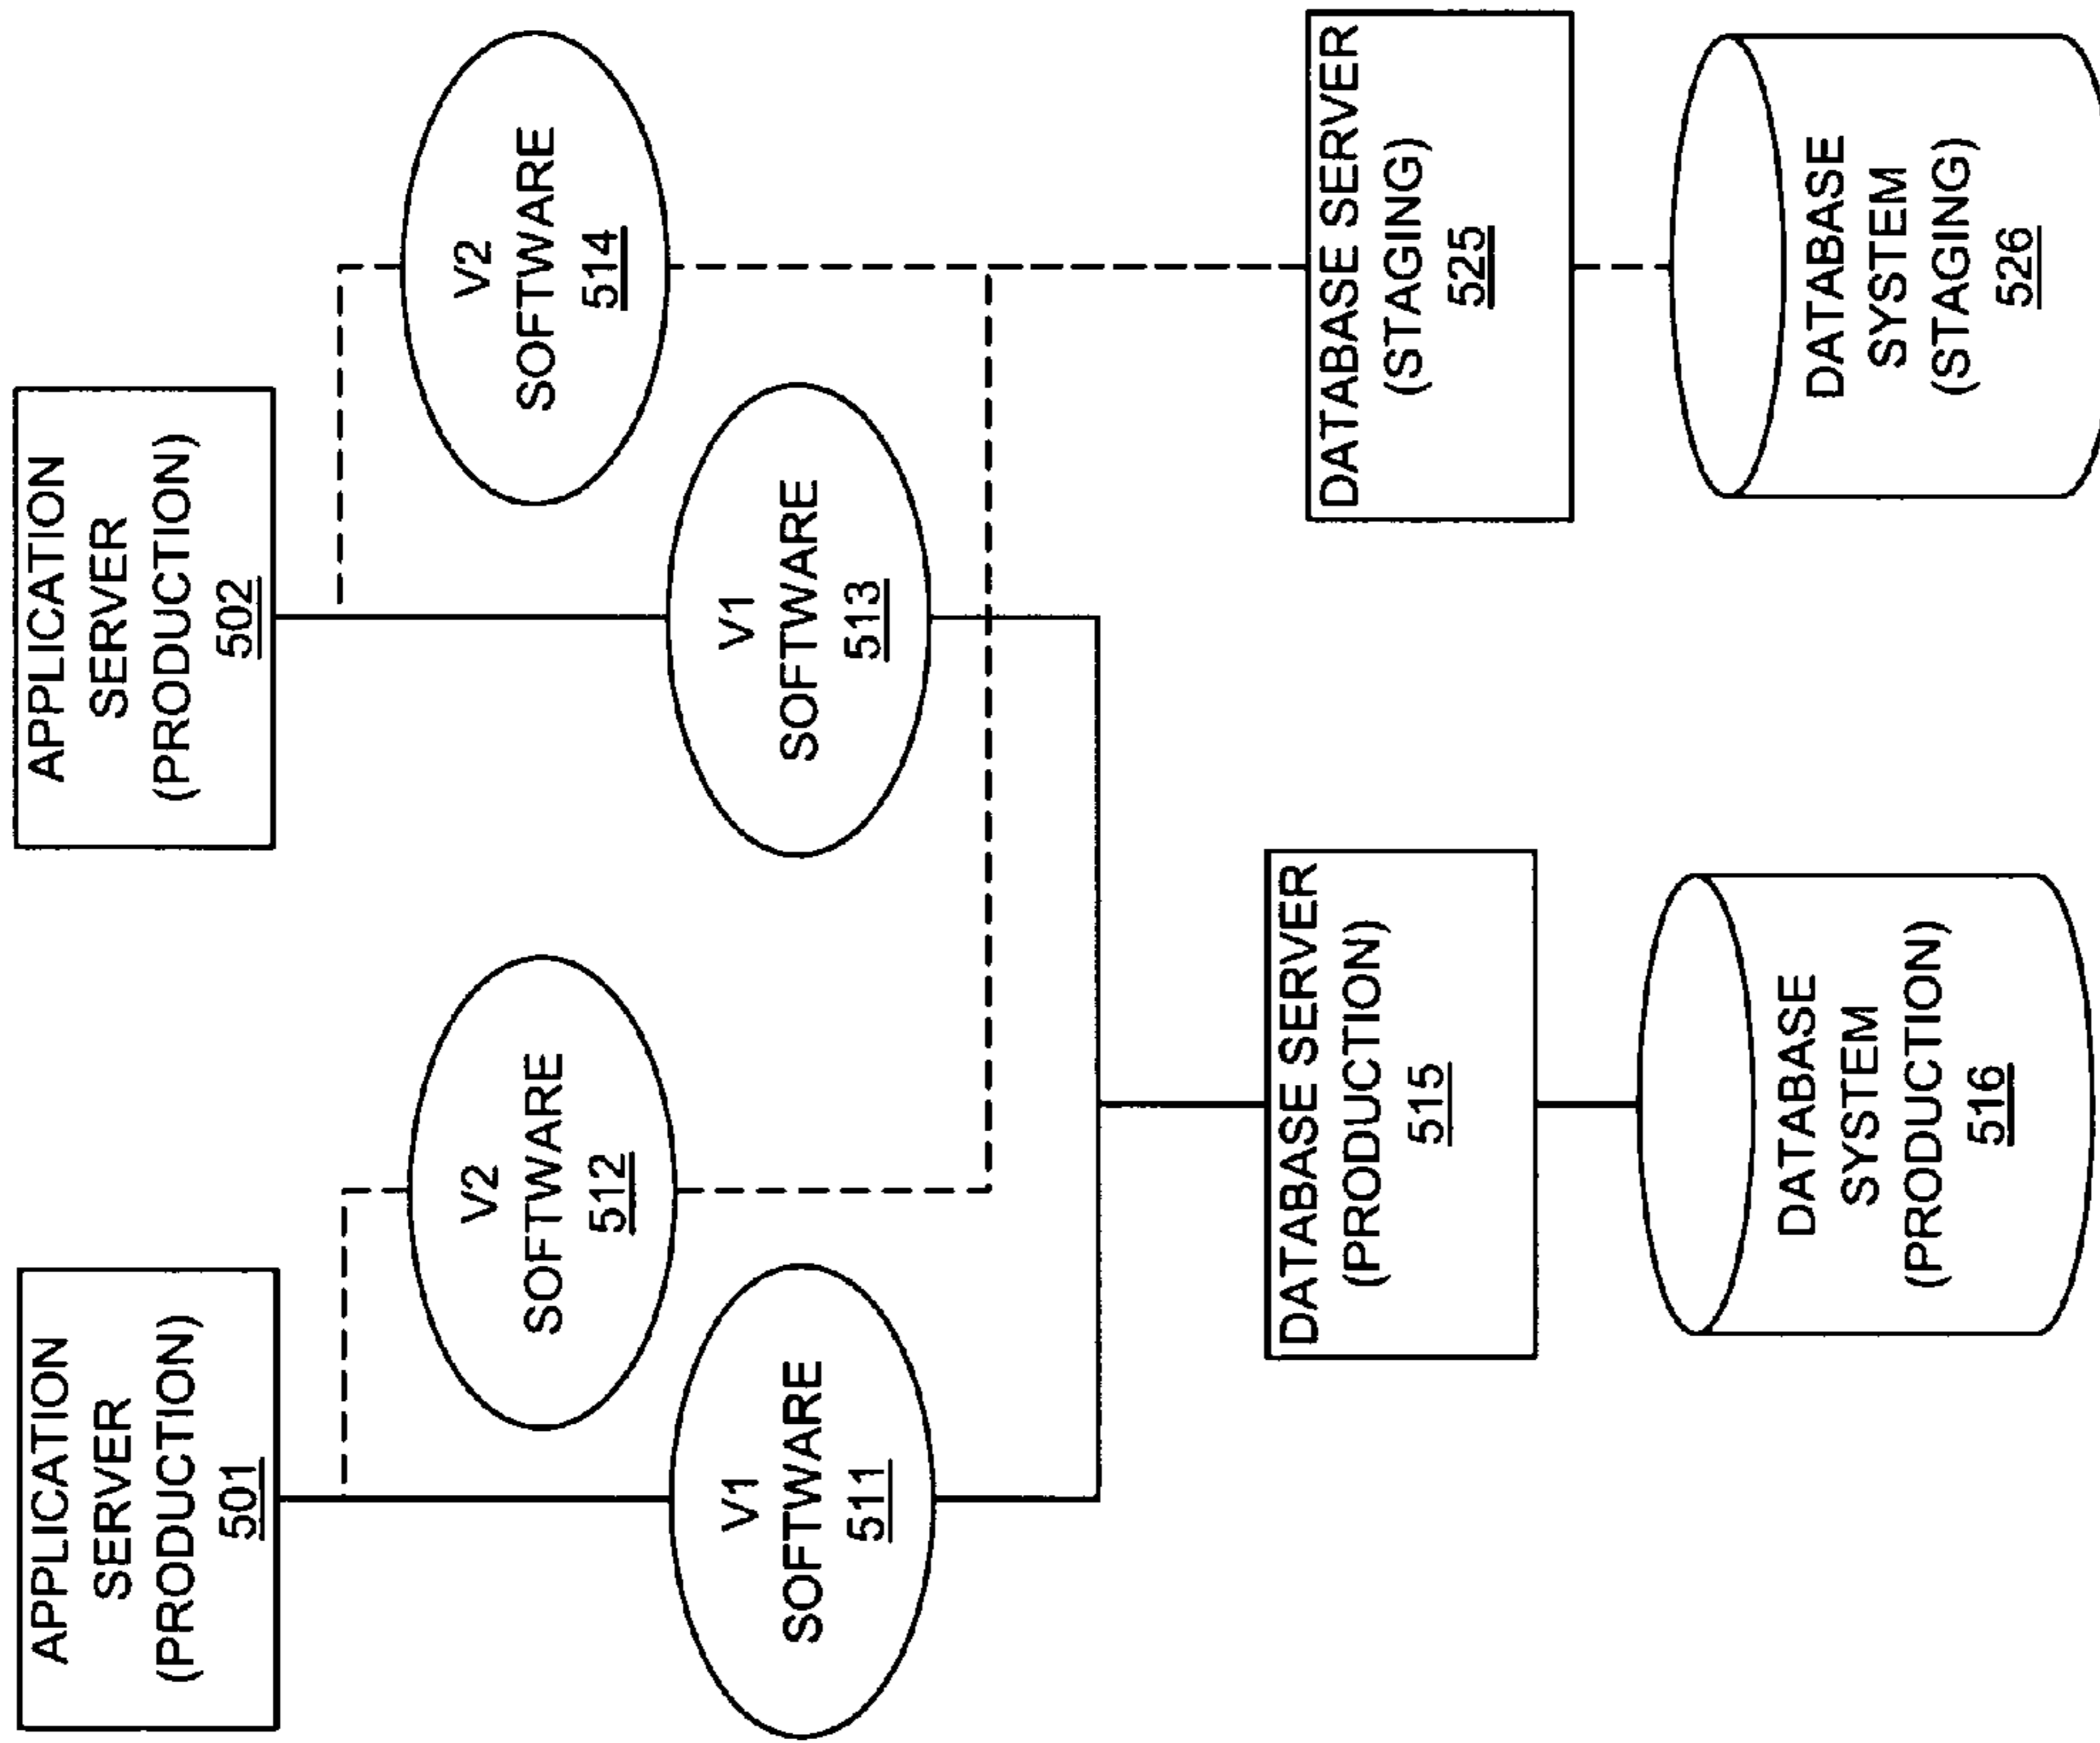 APPLICATION
SERVER
(PRODUCTION)
501
APPLICATION
SERVER
(PRODUCTION)
502
V2
SOFTWARE
512
V2
SOFTWARE
514
V1
SOFTWARE
511
V1
SOFTWARE
513
DATABASE SERVER
(PRODUCTION)
515
DATABASE SERVER
(STAGING)
525
DATABASE
SYSTEM
(PRODUCTION)
516
DATABASE
SYSTEM
(STAGING)
526